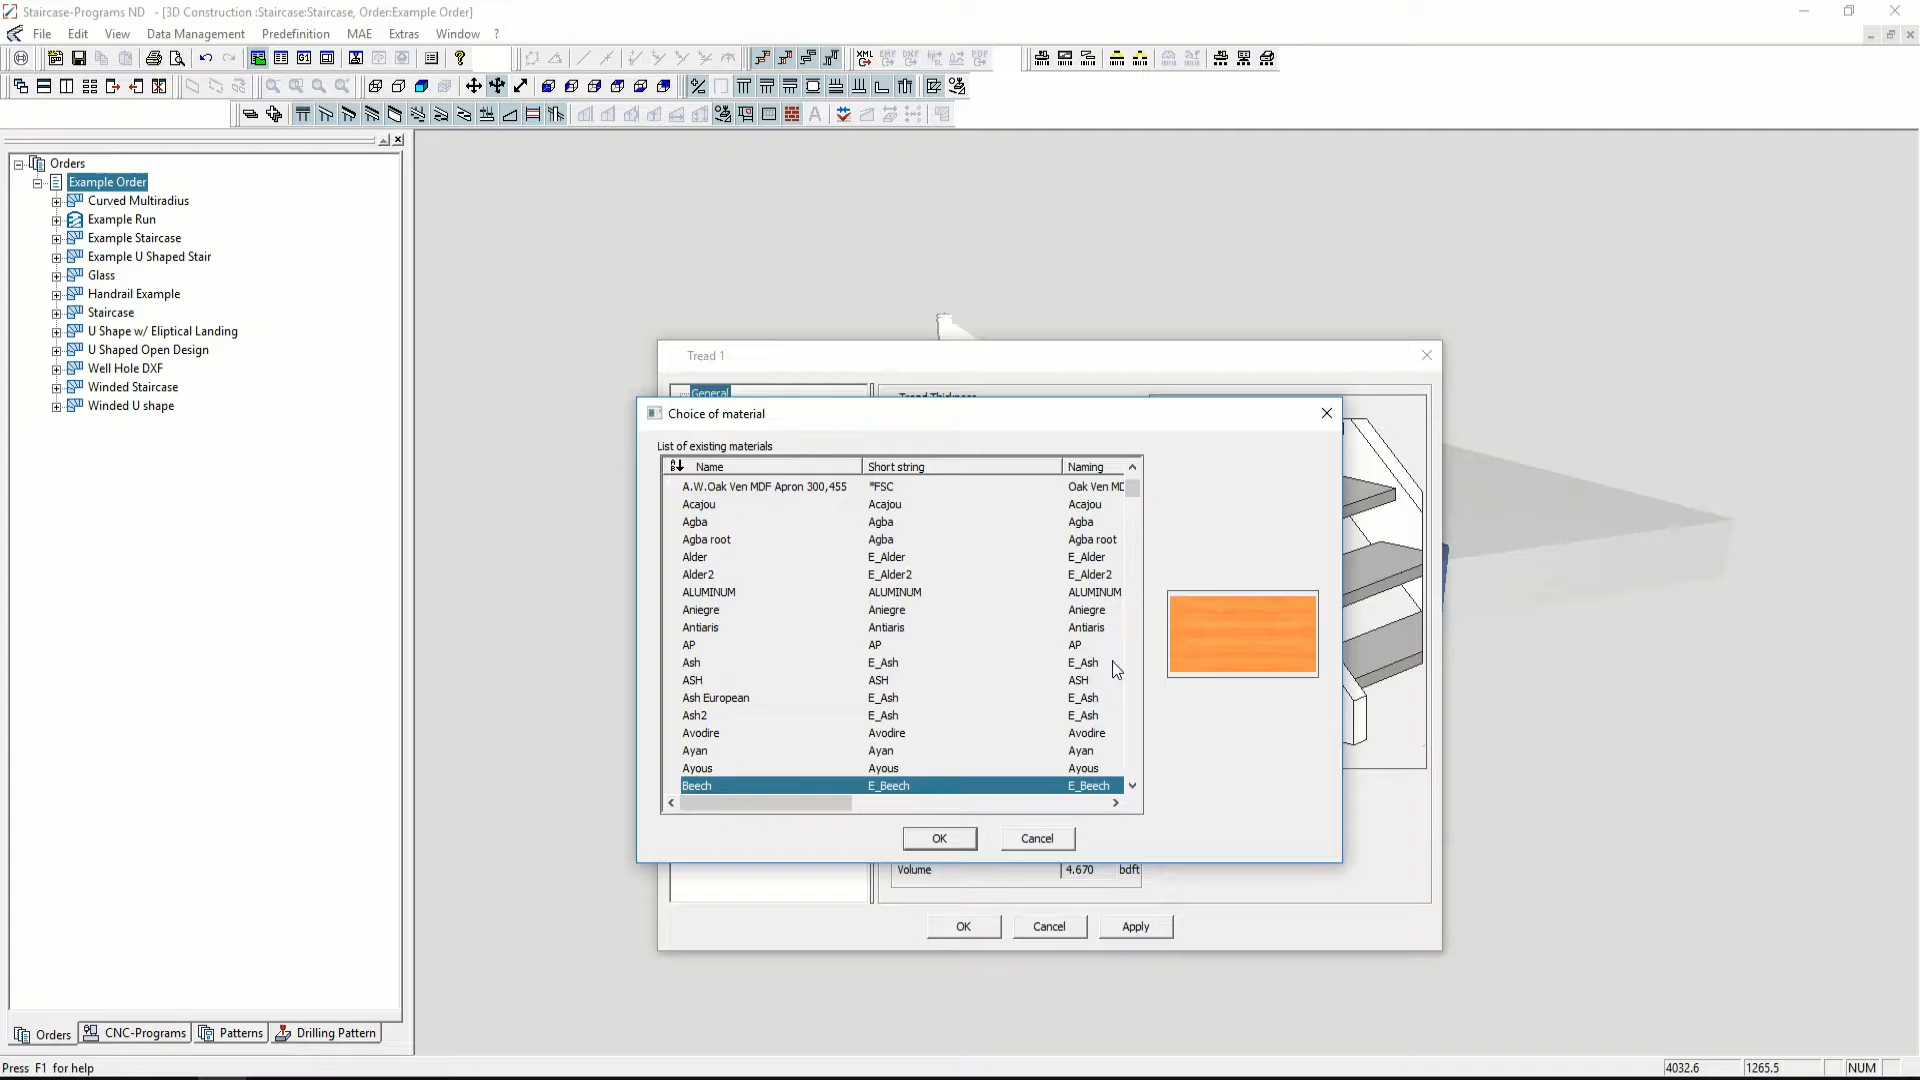 Staircase-Programs ND - [3D Construction :Staircase:Staircase, Order:Example Order]
File Edit View Data Management Predefinition MAE Extras Window ?
Orders
Example Order
Curved Multiradius
Example Run
Example Staircase
Example U Shaped Stair
Glass
Handrail Example
Staircase
U Shape w/ Eliptical Landing
U Shaped Open Design
Well Hole DXF
Winded Staircase
Winded U shape
Tread 1
General
Tread Thickness
Choice of material
List of existing materials
Name Short string Naming
A.W.Oak Ven MDF Apron 300,455 *FSC Oak Ven MD
Acajou Acajou Acajou
Agba Agba Agba
Agba root Agba Agba root
Alder E_Alder E_Alder
Alder2 E_Alder2 E_Alder2
ALUMINUM ALUMINUM ALUMINUM
Aniegre Aniegre Aniegre
Antiaris Antiaris Antiaris
AP AP AP
Ash E_Ash E_Ash
ASH ASH ASH
Ash European E_Ash E_Ash
Ash2 E_Ash E_Ash
Avodire Avodire Avodire
Ayan Ayan Ayan
Ayous Ayous Ayous
Beech E_Beech E_Beech
OK Cancel
Volume 4.670 bdft
OK Cancel Apply
Orders CNC-Programs Patterns Drilling Pattern
Press F1 for help 4032.6 1265.5 NUM